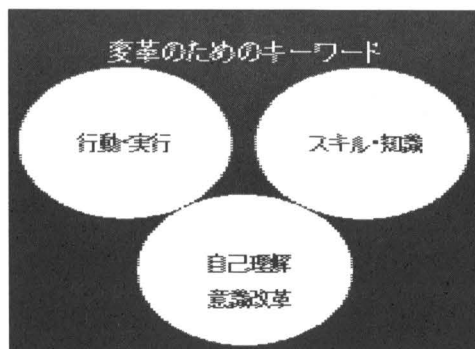 変革のためのキーワード
行動・実行
スキル・知識
自己理解
意識改革